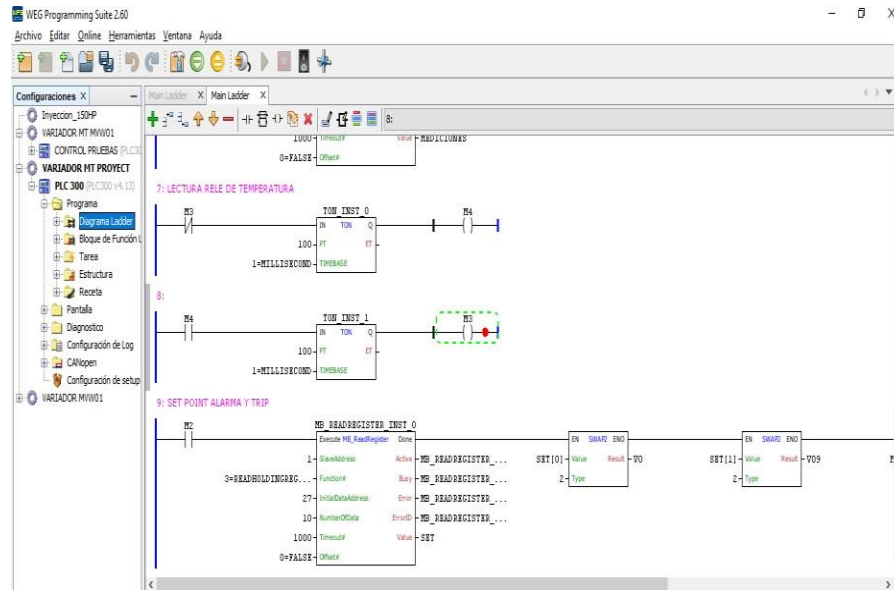 WEG Programming Suite 2.60
Archivo Editar Online Herramientas Ventana Ayuda
Configuraciones X
Main Ladder X Main Ladder X
Inyeccion_150HP
VARIADOR MT MVW01
CONTROL PRUEBAS (PLC30
VARIADOR MT PROYECT
PLC 300 (PLC300 v4.13)
Programa
Diagrama Ladder
Bloque de Función L
Tarea
Estructura
Receta
Pantalla
Diagnostico
Configuración de Log
CANopen
Configuración de setup
VARIADOR MVW01
8:
1000 Timeout# Value MEDICIONES
0=FALSE Offset#
7: LECTURA RELE DE TEMPERATURA
M3 TON_INST_0 M4
IN TON Q
100 PT ET
1=MILLISECOND TIMEBASE
8:
M4 TON_INST_1 M3
IN TON Q
100 PT ET
1=MILLISECOND TIMEBASE
9: SET POINT ALARMA Y TRIP
M2 MB_READREGISTER_INST_0
Execute MB_ReadRegister Done EN SWAP2 ENO EN SWAP2 ENO
1 SlaveAddress Active MB_READREGISTER_... SET[0] Value Result VO SET[1] Value Result VO9
3=READHOLDINGREG... Function# Busy MB_READREGISTER_... 2 Type 2 Type
27 InitialDataAddress Error MB_READREGISTER_...
10 NumberOfData ErrorID MB_READREGISTER_...
1000 Timeout# Value SET
0=FALSE Offset#